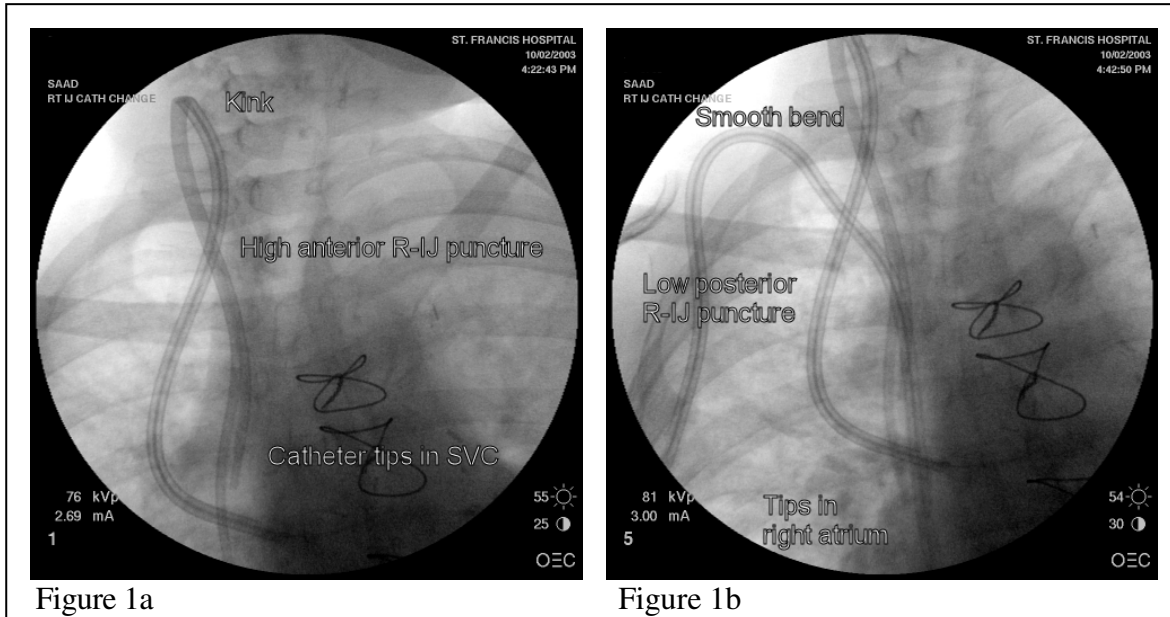 ST. FRANCIS HOSPITAL
10/02/2003
4:22:43 PM
SAAD
RT IJ CATH CHANGE
Kink
High anterior R-IJ puncture
Catheter tips in SVC
76 kVp
2.69 mA
1
55
25
OEC
Figure 1a
ST. FRANCIS HOSPITAL
10/02/2003
4:42:50 PM
SAAD
RT IJ CATH CHANGE
Smooth bend
Low posterior
R-IJ puncture
Tips in
right atrium
81 kVp
3.00 mA
5
54
30
OEC
Figure 1b